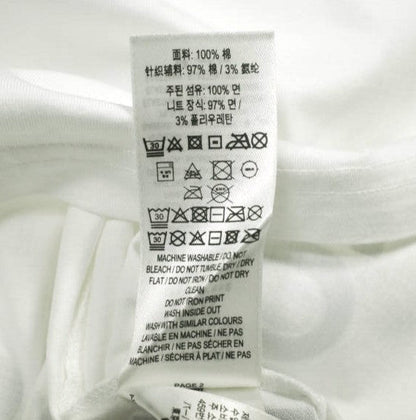 面料: 100% 棉
针织辅料: 97% 棉 / 3% 氨纶
주된 섬유: 100% 면
니트 장식: 97% 면 /
3% 폴리우레탄
30
30
30
MACHINE WASHABLE / DO NOT
BLEACH / DO NOT TUMBLE DRY / DRY
FLAT / DO NOT IRON / DO NOT DRY
CLEAN
DO NOT IRON PRINT
WASH INSIDE OUT
WASH WITH SIMILAR COLOURS
LAVABLE EN MACHINE / NE PAS
BLANCHIR / NE PAS SÉCHER EN
MACHINE / SÉCHER À PLAT / NE PAS
PAGE 2